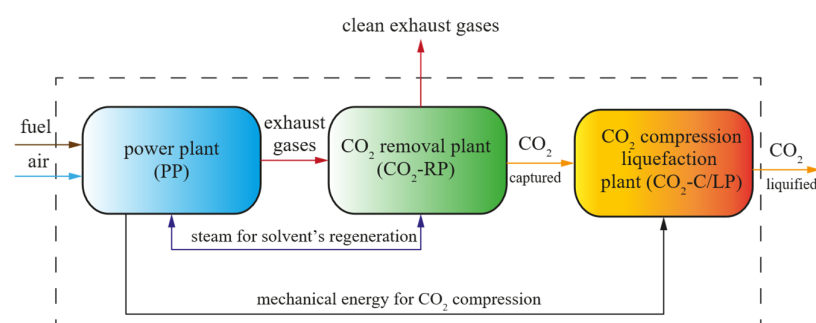 clean exhaust gases
fuel
air
power plant
(PP)
exhaust
gases
CO₂ removal plant
(CO₂-RP)
CO₂
captured
CO₂ compression
liquefaction
plant (CO₂-C/LP)
CO₂
liquified
steam for solvent's regeneration
mechanical energy for CO₂ compression